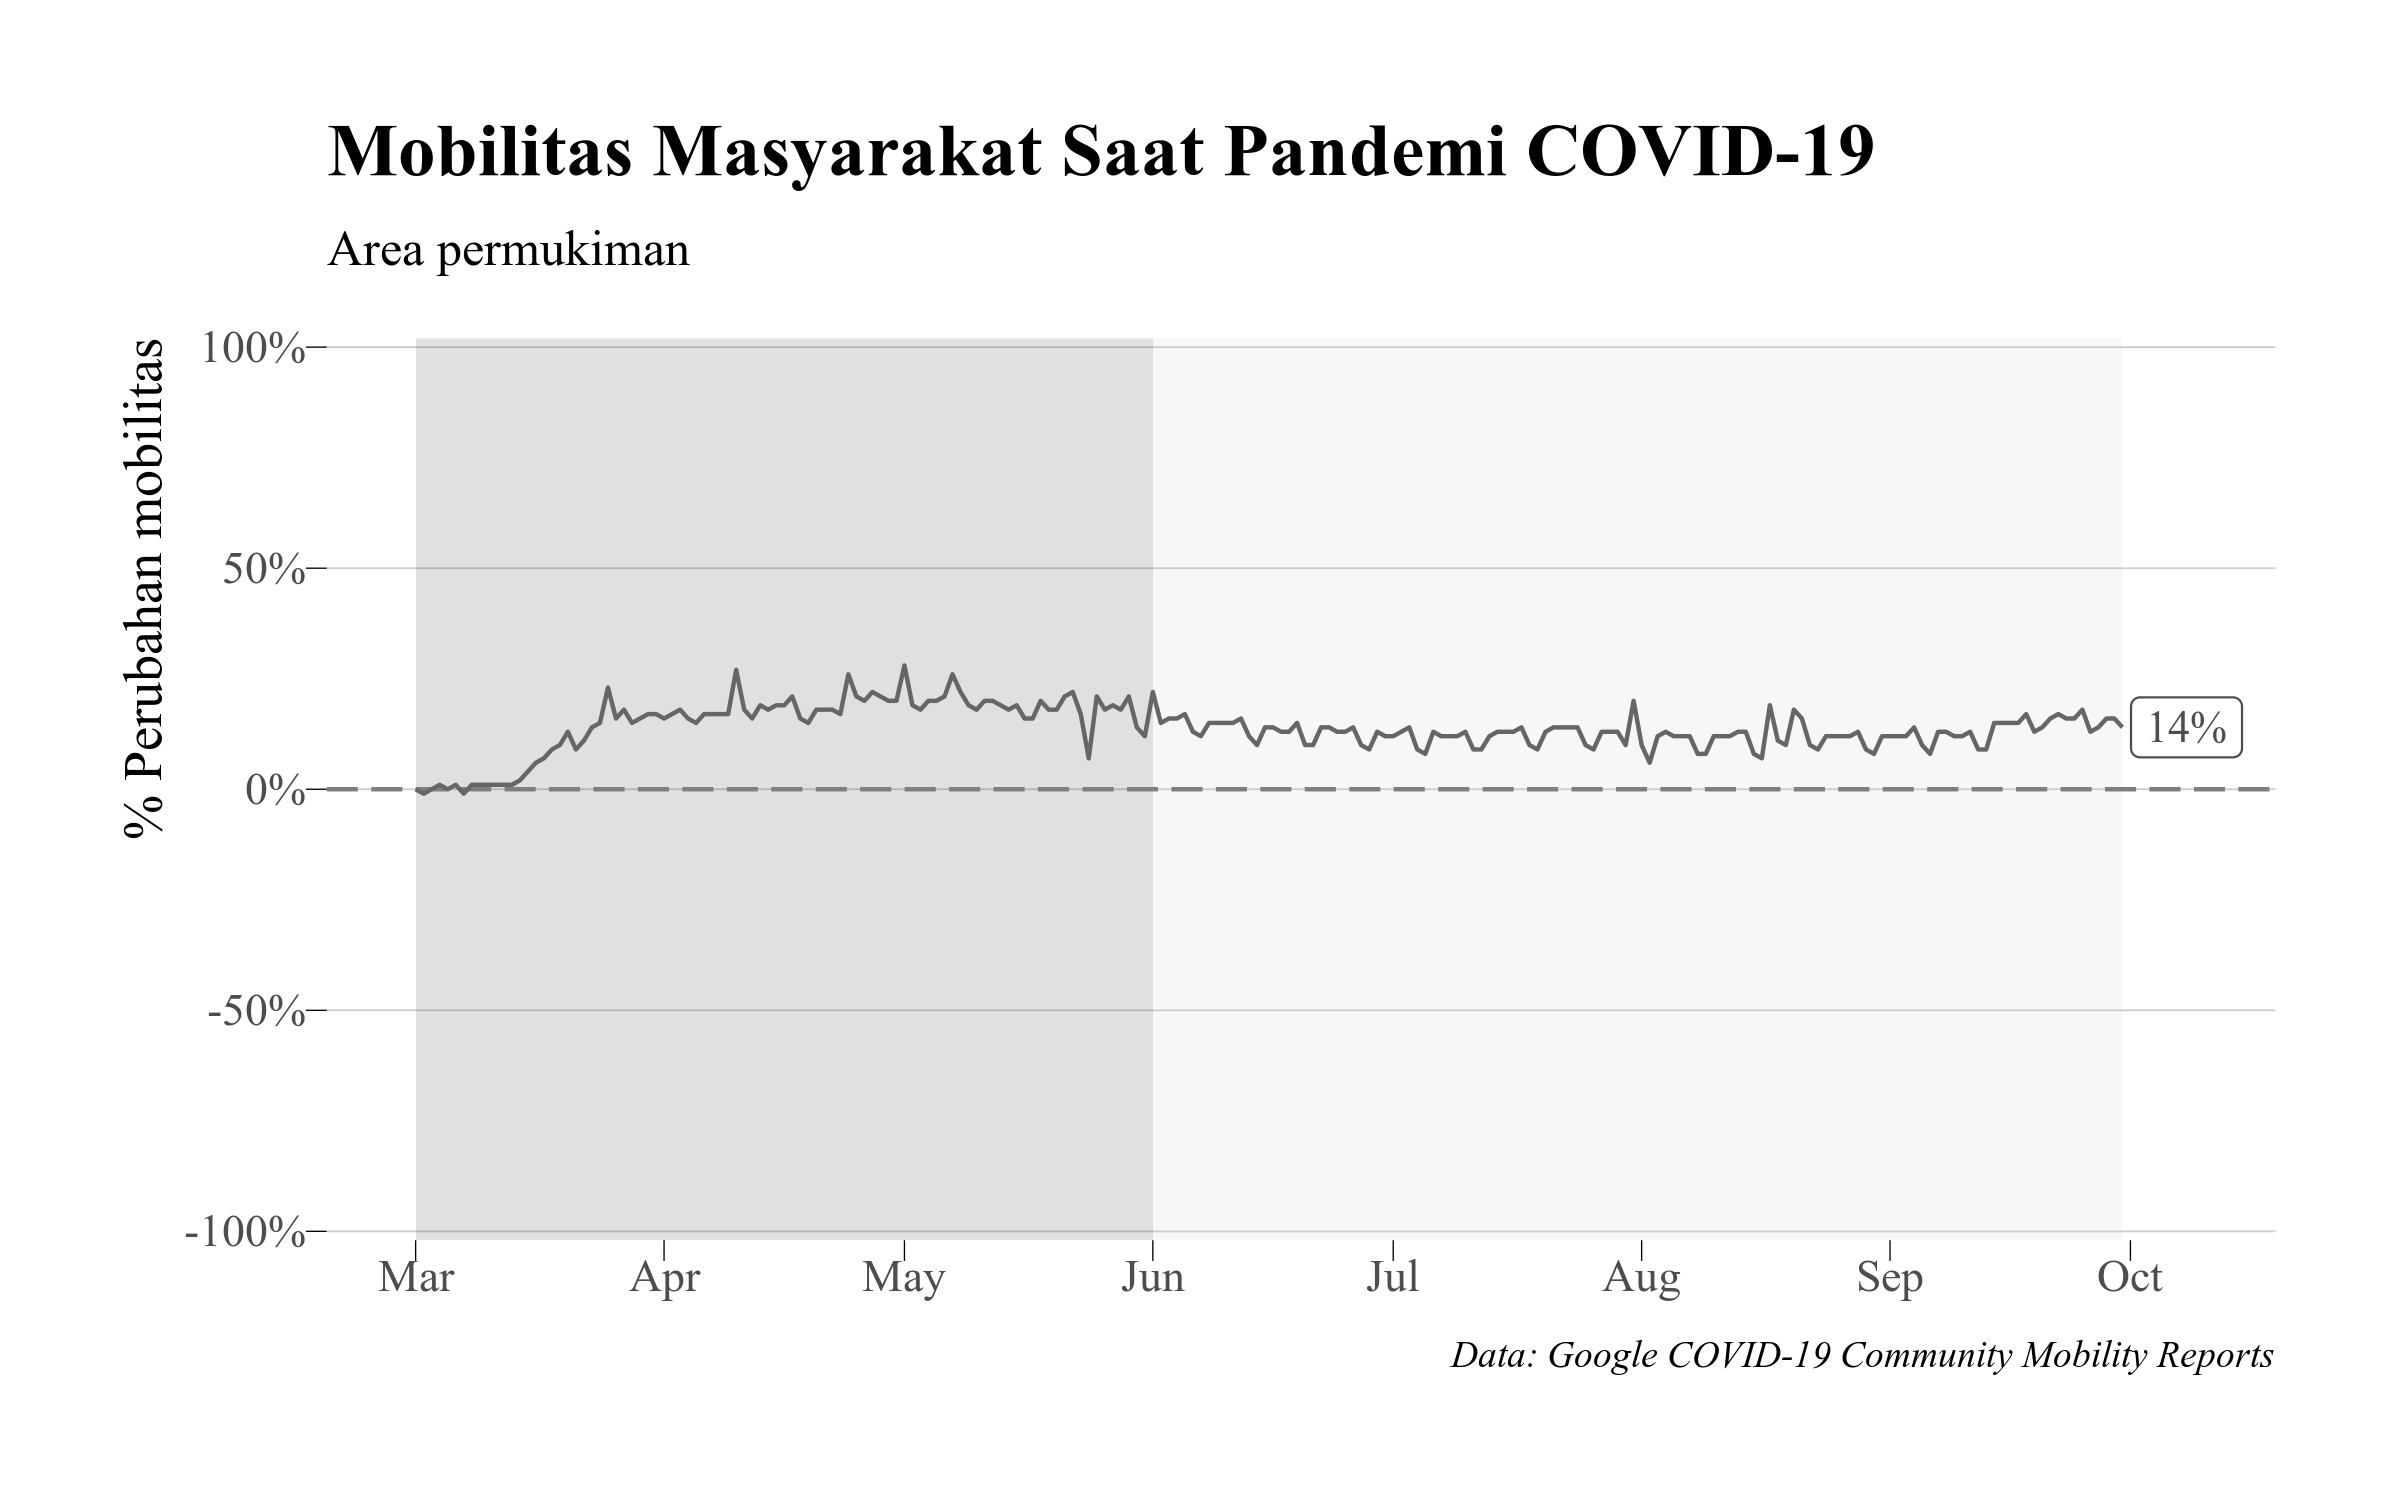 Mobilitas Masyarakat Saat Pandemi COVID-19
Area permukiman
% Perubahan mobilitas
100%
50%
0%
-50%
-100%
14%
Mar Apr May Jun Jul Aug Sep Oct
Data: Google COVID-19 Community Mobility Reports